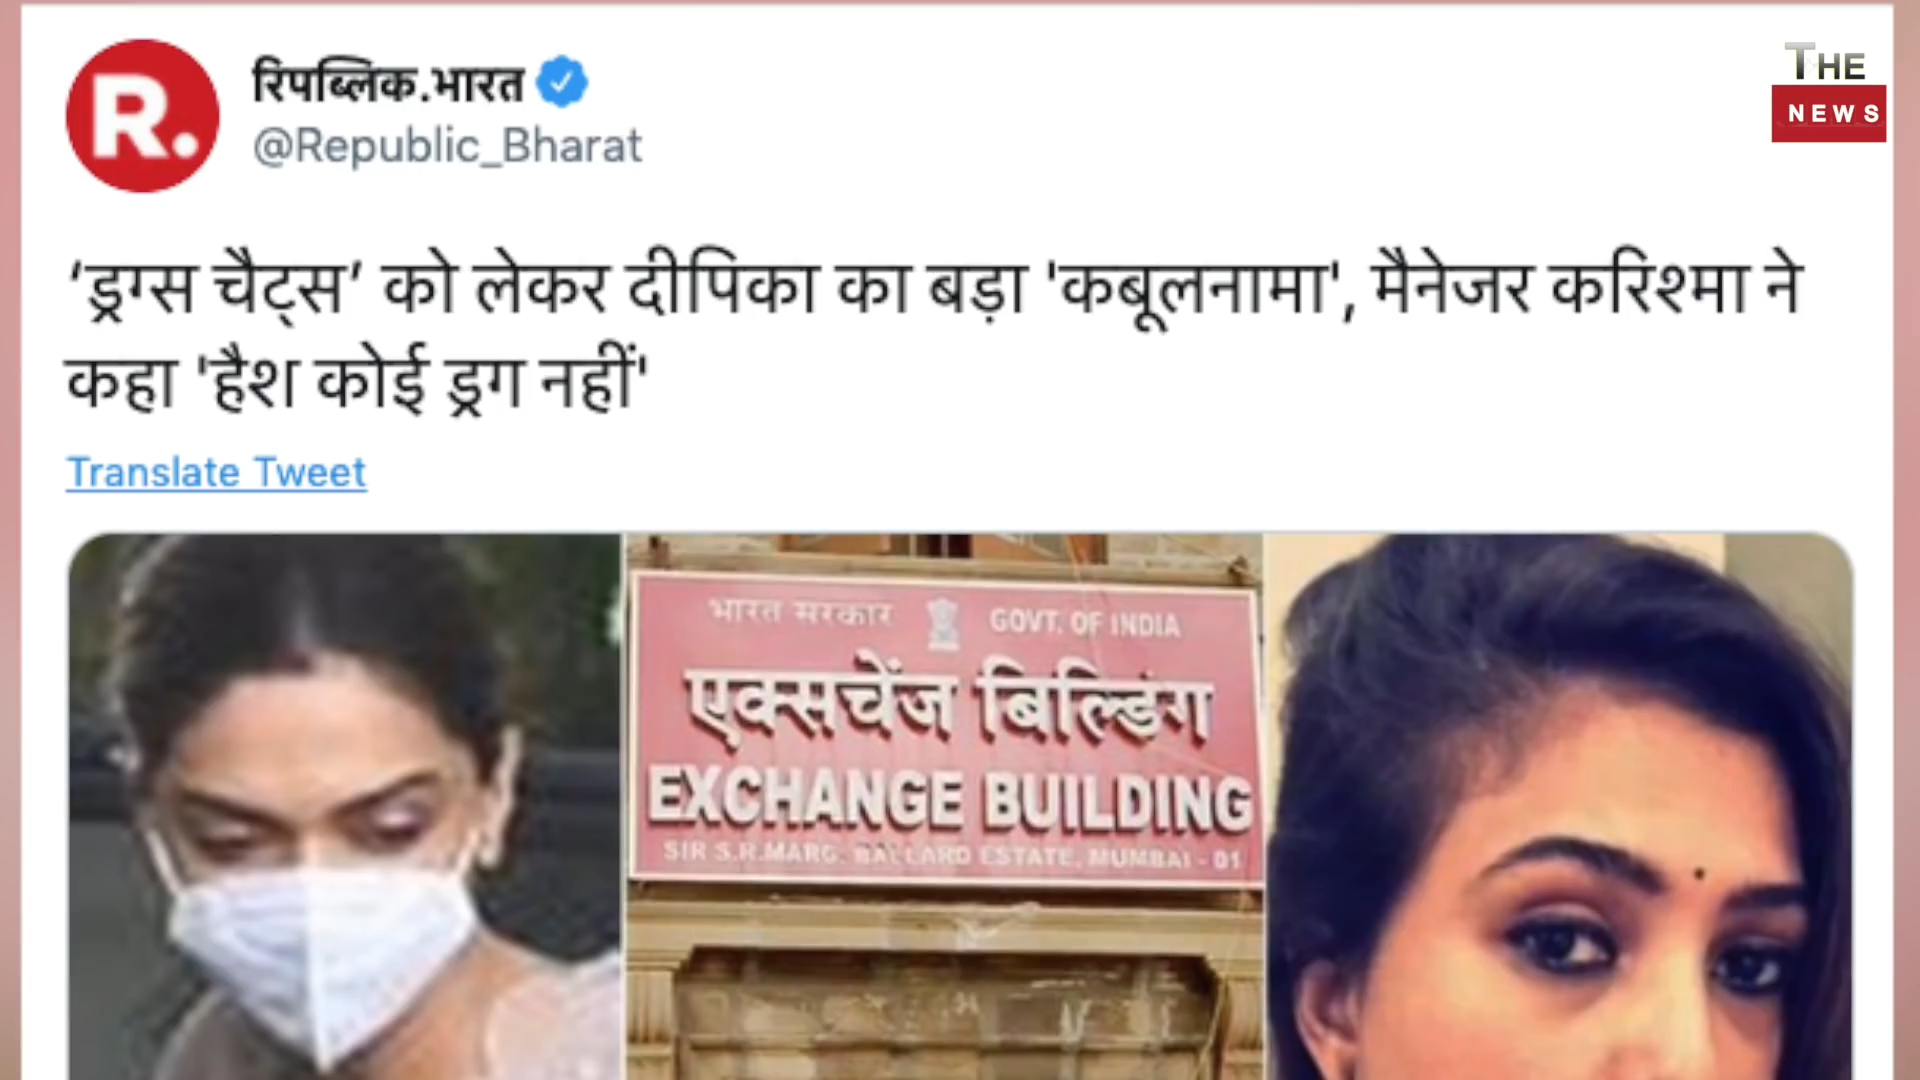 THE
NEWS
R.
रिपब्लिक.भारत
@Republic_Bharat
‘ड्रग्स चैट्स’ को लेकर दीपिका का बड़ा 'कबूलनामा', मैनेजर करिश्मा ने
कहा 'हैश कोई ड्रग नहीं'
Translate Tweet
भारत सरकार GOVT. OF INDIA
एक्सचेंज बिल्डिंग
EXCHANGE BUILDING
SIR S.R.MARG. BALLARD ESTATE, MUMBAI - 01